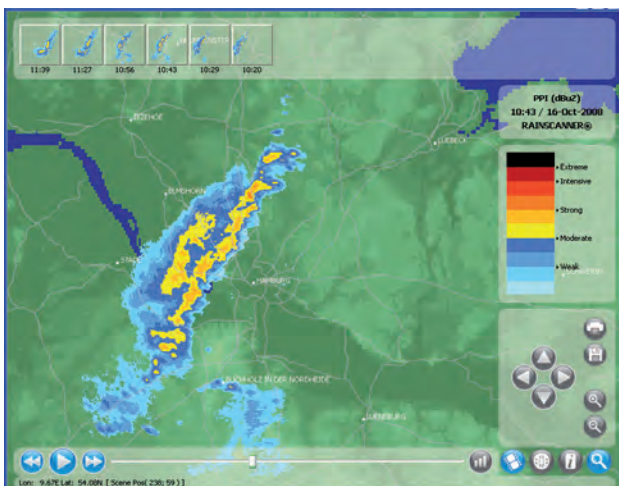 11:39 11:27 10:56 10:43 10:29 10:20
PPI (dBuZ)
10:43 / 16-Oct-2008
RAINSCANNER®
ITZEHOE
LUEBECK
ELMSHORN
HAMBURG
BUCHHOLZ IN DER NORDHEIDE
LUENEBURG
Extreme
Intensive
Strong
Moderate
Weak
Lon: 9.67E Lat: 54.08N [ Scene Pos( 238; 59 ) ]